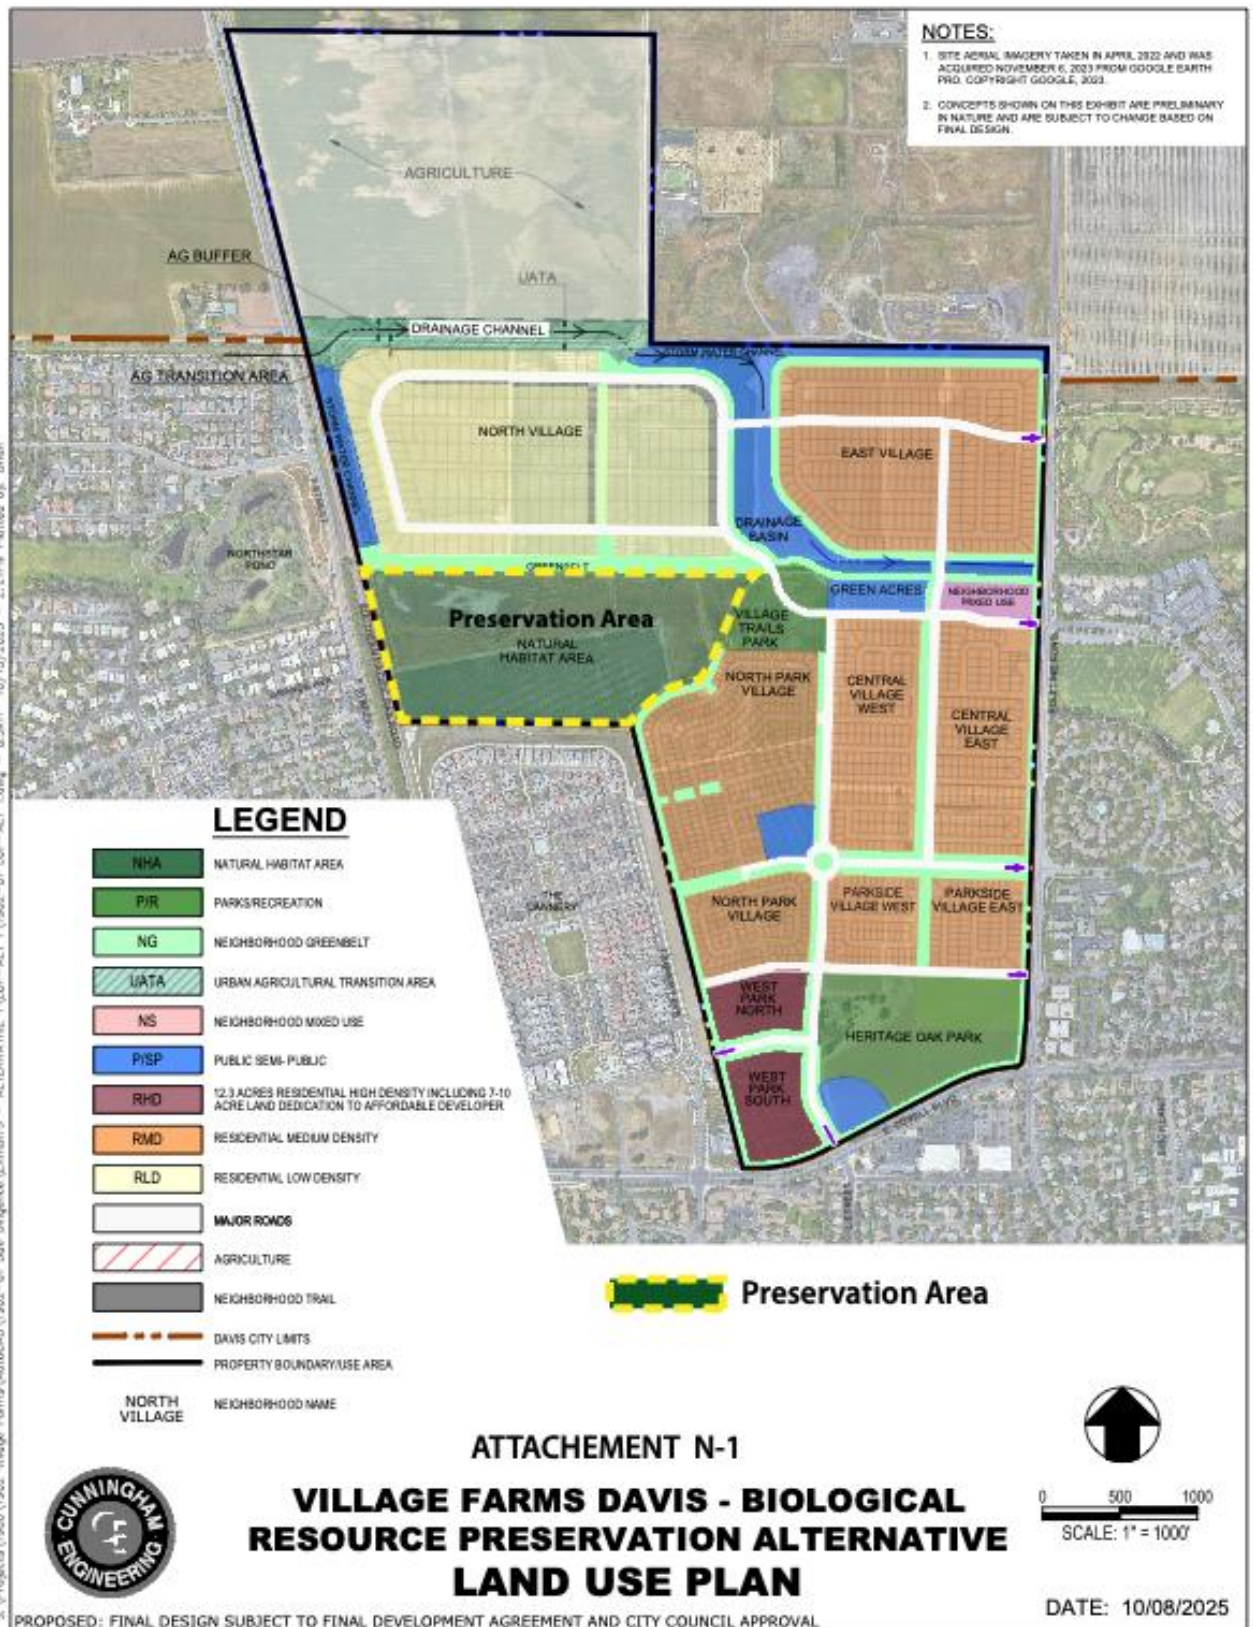 NOTES:
1. SITE AERIAL IMAGERY TAKEN IN APRIL 2022 AND WAS
ACQUIRED NOVEMBER 6, 2023 FROM GOOGLE EARTH
PRO. COPYRIGHT GOOGLE, 2023.
2. CONCEPTS SHOWN ON THIS EXHIBIT ARE PRELIMINARY
IN NATURE AND ARE SUBJECT TO CHANGE BASED ON
FINAL DESIGN.
AGRICULTURE
AG BUFFER
UATA
DRAINAGE CHANNEL
STORM WATER CHANNEL
AG TRANSITION AREA
STORM WATER CHANNEL
NORTH VILLAGE
EAST VILLAGE
DRAINAGE
BASIN
NORTHSTAR
POND
GREENBELT
GREEN ACRES
NEIGHBORHOOD
MIXED USE
Preservation Area
NATURAL
HABITAT AREA
VILLAGE
TRAILS
PARK
NORTH PARK
VILLAGE
CENTRAL
VILLAGE
WEST
CENTRAL
VILLAGE
EAST
THE
CANNERY
NORTH PARK
VILLAGE
PARKSIDE
VILLAGE WEST
PARKSIDE
VILLAGE EAST
WEST
PARK
NORTH
HERITAGE OAK PARK
WEST
PARK
SOUTH
E. COVELL BLVD
LEGEND
NHA NATURAL HABITAT AREA
P/R PARKS/RECREATION
NG NEIGHBORHOOD GREENBELT
UATA URBAN AGRICULTURAL TRANSITION AREA
NS NEIGHBORHOOD MIXED USE
P/SP PUBLIC SEMI- PUBLIC
RHD 12.3 ACRES RESIDENTIAL HIGH DENSITY INCLUDING 7-10
ACRE LAND DEDICATION TO AFFORDABLE DEVELOPER
RMD RESIDENTIAL MEDIUM DENSITY
RLD RESIDENTIAL LOW DENSITY
MAJOR ROADS
AGRICULTURE
NEIGHBORHOOD TRAIL
DAVIS CITY LIMITS
PROPERTY BOUNDARY/USE AREA
NORTH
VILLAGE NEIGHBORHOOD NAME
Preservation Area
ATTACHEMENT N-1
VILLAGE FARMS DAVIS - BIOLOGICAL
RESOURCE PRESERVATION ALTERNATIVE
LAND USE PLAN
CUNNINGHAM
ENGINEERING
0 500 1000
SCALE: 1" = 1000'
DATE: 10/08/2025
PROPOSED: FINAL DESIGN SUBJECT TO FINAL DEVELOPMENT AGREEMENT AND CITY COUNCIL APPROVAL